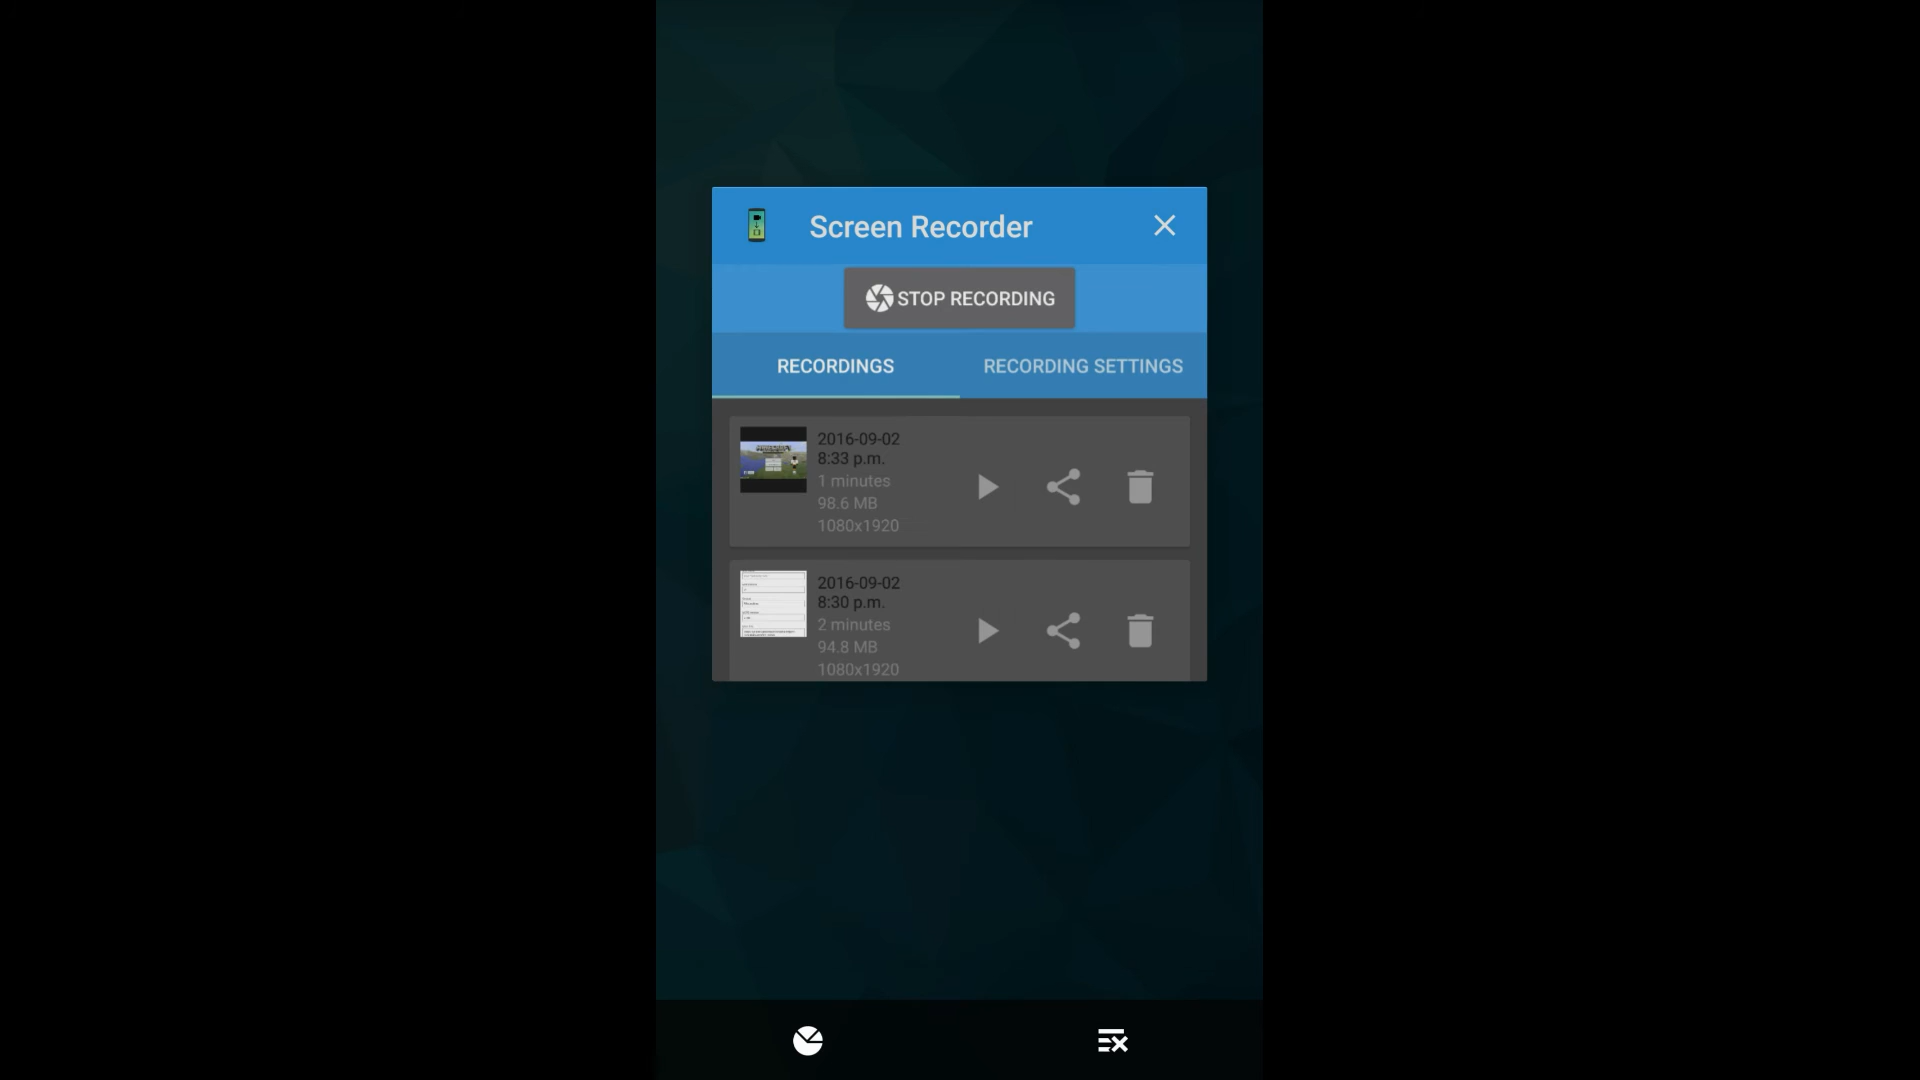 Screen Recorder
STOP RECORDING
RECORDINGS
RECORDING SETTINGS
2016-09-02
8:33 p.m.
1 minutes
98.6 MB
1080x1920
2016-09-02
8:30 p.m.
2 minutes
94.8 MB
1080x1920